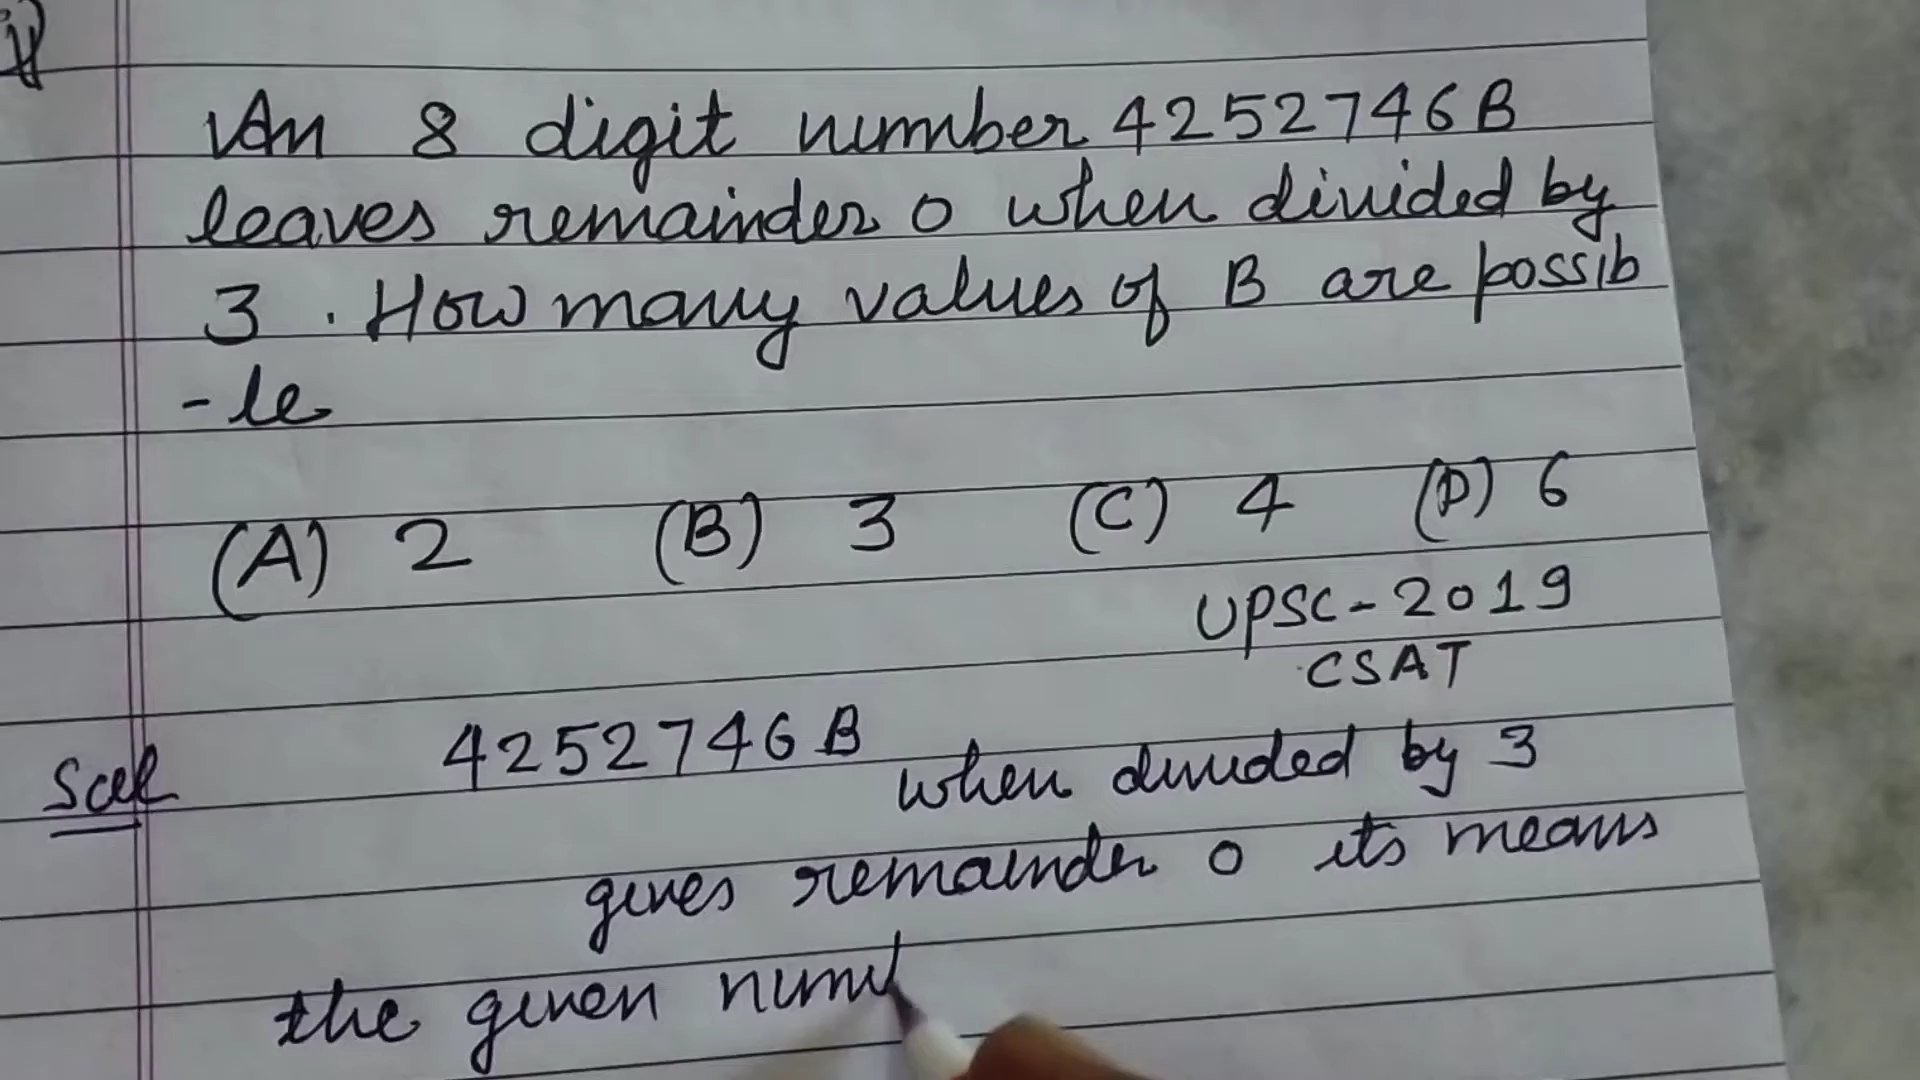 An 8 digit number 4252746B
leaves remainder 0 when divided by
3. How many values of B are possib
-le
(A) 2 (B) 3 (C) 4 (D) 6
UPSC-2019
CSAT
Sol
4252746B when divided by 3
gives remainder 0 its means
the given numb